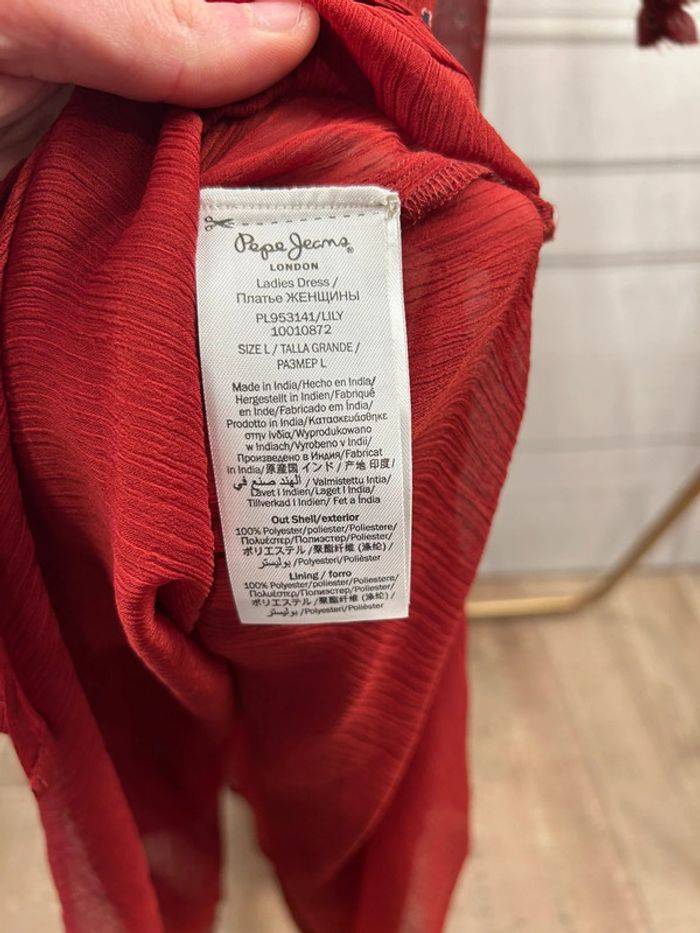 Pepe Jeans®
LONDON
Ladies Dress /
Платье ЖЕНЩИНЫ
PL953141/LILY
10010872
SIZE L / TALLA GRANDE /
РАЗМЕР L
Made in India/Hecho en India/
Hergestellt in Indien/Fabriqué
en Inde/Fabricado em Índia/
Prodotto in India/Κατασκευάσθηκε
στην Ινδία/Wyprodukowano
w Indiach/Vyrobeno v Indii/
Произведено в Индия/Fabricat
in India/原産国 インド / 产地 印度/
الهند صنع في / Valmistettu Intia/
Lavet i Indien/Laget i India/
Tillverkad i Indien/ Fet a Índia
Out Shell/exterior
100% Polyester/poliester/Poliestere/
Πολυέστερ/Полиэстер/Poliester/
ポリエステル /聚酯纤维 (涤纶)/
بوليستر /Polyesteri/Polièster
Lining / forro
100% Polyester/poliester/Poliestere/
Πολυέστερ/Полиэстер/Poliester/
ポリエステル /聚酯纤维 (涤纶)/
بوليستر /Polyesteri/Polièster